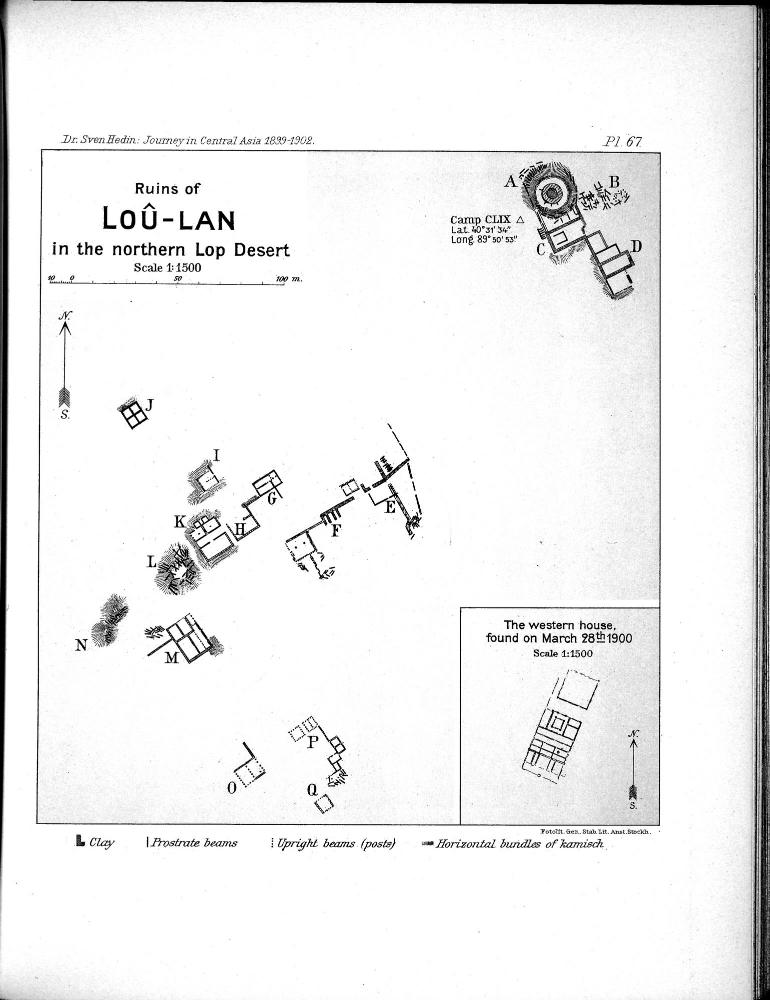 Dr. Sven Hedin: Journey in Central Asia 1899-1902.
Pl. 67.
Ruins of
LOÛ-LAN
in the northern Lop Desert
Scale 1:1500
10 0 50 100 m.
N.
S.
A
B
Camp CLIX △
Lat. 40°31'34"
Long. 89°50'53"
C
D
J
I
G
K
H
E
F
L
N
M
P
O
Q
The western house,
found on March 28th 1900
Scale 1:1500
N.
S.
Fotolit. Gen. Stab. Lit. Anst. Stockh.
Clay
Prostrate beams
Upright beams (posts)
Horizontal bundles of kamisch